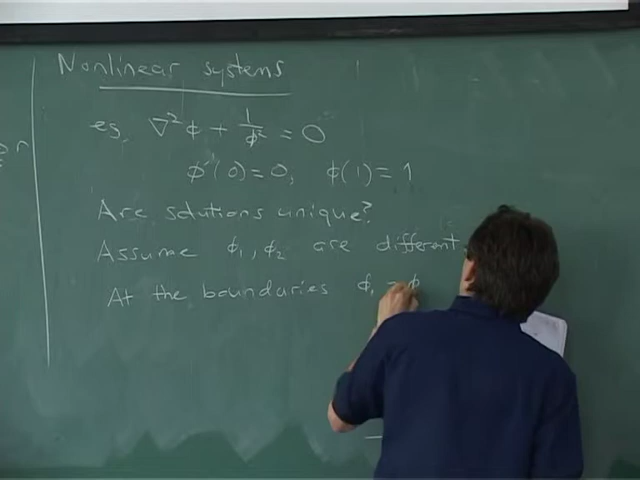 Nonlinear systems
eg. ∇²ϕ + 1/ϕ² = 0
ϕ'(0) = 0, ϕ(1) = 1
Are solutions unique?
Assume ϕ₁, ϕ₂ are different.
At the boundaries ϕ₁ = ϕ